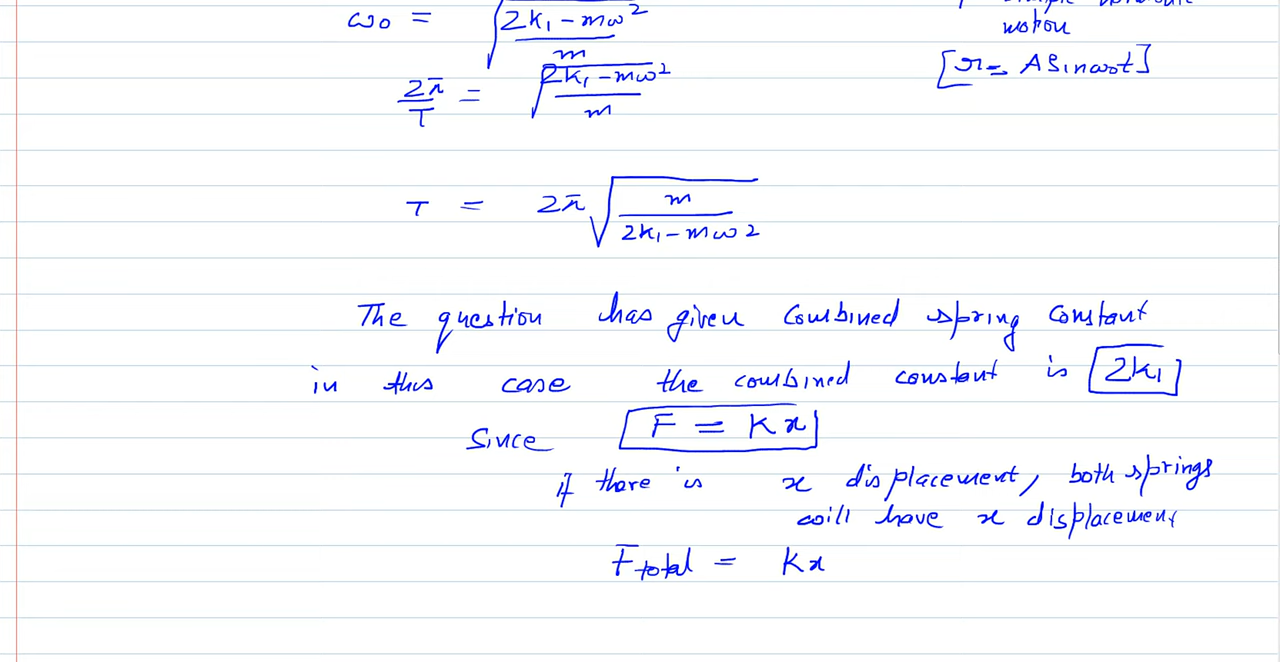 ω₀ = √(2k₁ - mω² / m)
motion
[x = A Sin ω₀t]
2π/T = √(2k₁ - mω² / m)
T = 2π √(m / 2k₁ - mω2)
The question has given combined spring constant
in this case the combined constant is 2k₁
Since F = Kx
if there is x displacement, both springs
will have x displacement
F total = Kx